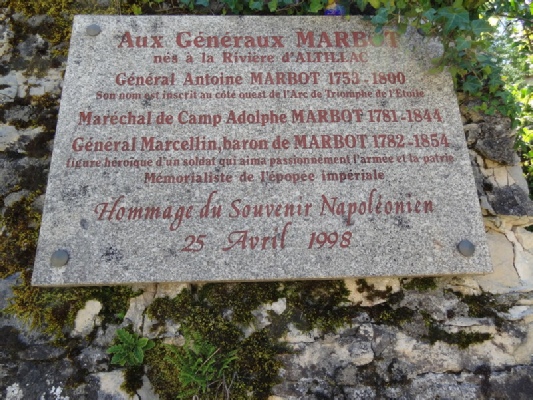 Aux Généraux MARBOT
nés à la Rivière d'ALTILLAC
Général Antoine MARBOT 1753-1800
Son nom est inscrit au côté ouest de l'Arc de Triomphe de l'Étoile
Maréchal de Camp Adolphe MARBOT 1781-1844
Général Marcellin, baron de MARBOT 1782-1854
figure héroïque d'un soldat qui aima passionnément l'armée et la patrie
Mémorialiste de l'épopée impériale
Hommage du Souvenir Napoléonien
25 Avril 1998